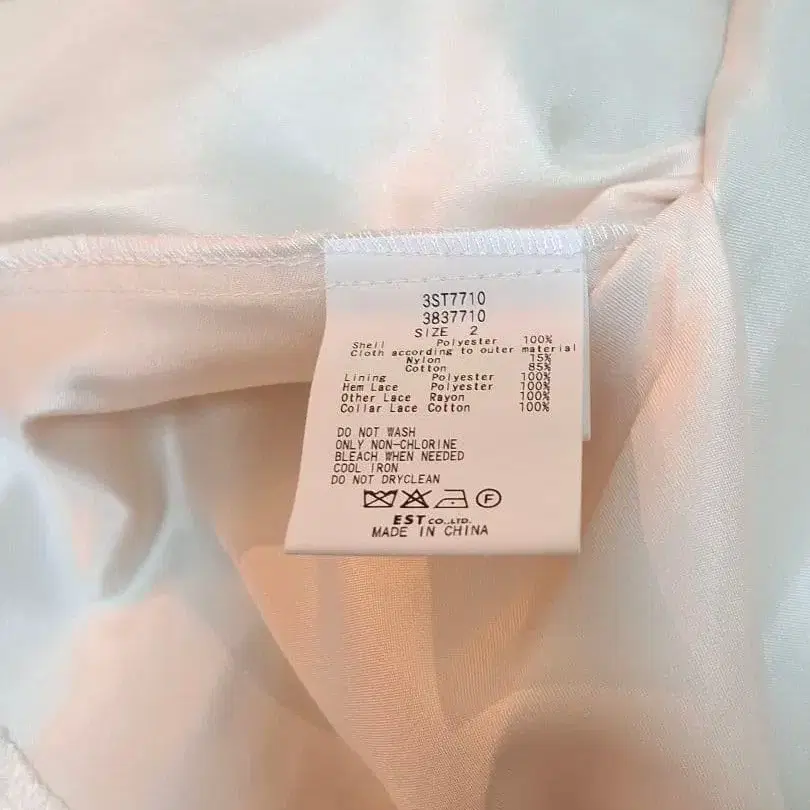 3ST7710
3837710
SIZE 2
Shell Polyester 100%
Cloth according to outer material
Nylon 15%
Cotton 85%
Lining Polyester 100%
Hem Lace Polyester 100%
Other Lace Rayon 100%
Collar Lace Cotton 100%
DO NOT WASH
ONLY NON-CHLORINE
BLEACH WHEN NEEDED
COOL IRON
DO NOT DRYCLEAN
F
EST CO.,LTD.
MADE IN CHINA